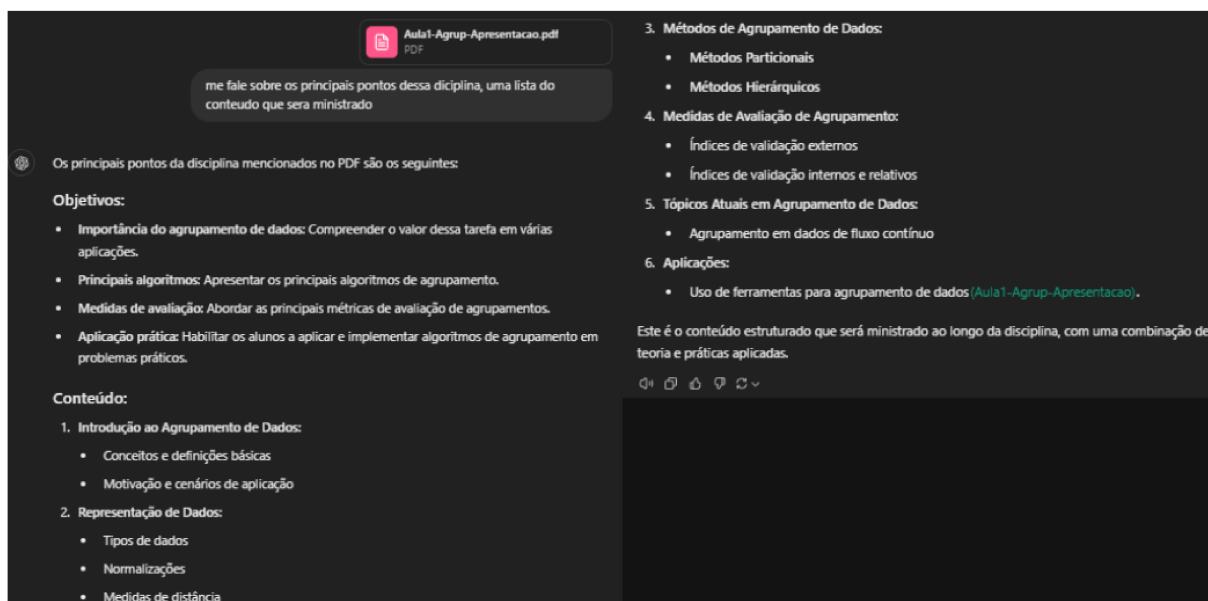 Aula1-Agrup-Apresentacao.pdf
PDF
me fale sobre os principais pontos dessa diciplina, uma lista do
conteudo que sera ministrado
Os principais pontos da disciplina mencionados no PDF são os seguintes:
Objetivos:
• Importância do agrupamento de dados: Compreender o valor dessa tarefa em várias
aplicações.
• Principais algoritmos: Apresentar os principais algoritmos de agrupamento.
• Medidas de avaliação: Abordar as principais métricas de avaliação de agrupamentos.
• Aplicação prática: Habilitar os alunos a aplicar e implementar algoritmos de agrupamento em
problemas práticos.
Conteúdo:
1. Introdução ao Agrupamento de Dados:
• Conceitos e definições básicas
• Motivação e cenários de aplicação
2. Representação de Dados:
• Tipos de dados
• Normalizações
• Medidas de distância
3. Métodos de Agrupamento de Dados:
• Métodos Particionais
• Métodos Hierárquicos
4. Medidas de Avaliação de Agrupamento:
• Índices de validação externos
• Índices de validação internos e relativos
5. Tópicos Atuais em Agrupamento de Dados:
• Agrupamento em dados de fluxo contínuo
6. Aplicações:
• Uso de ferramentas para agrupamento de dados (Aula1-Agrup-Apresentacao).
Este é o conteúdo estruturado que será ministrado ao longo da disciplina, com uma combinação de
teoria e práticas aplicadas.